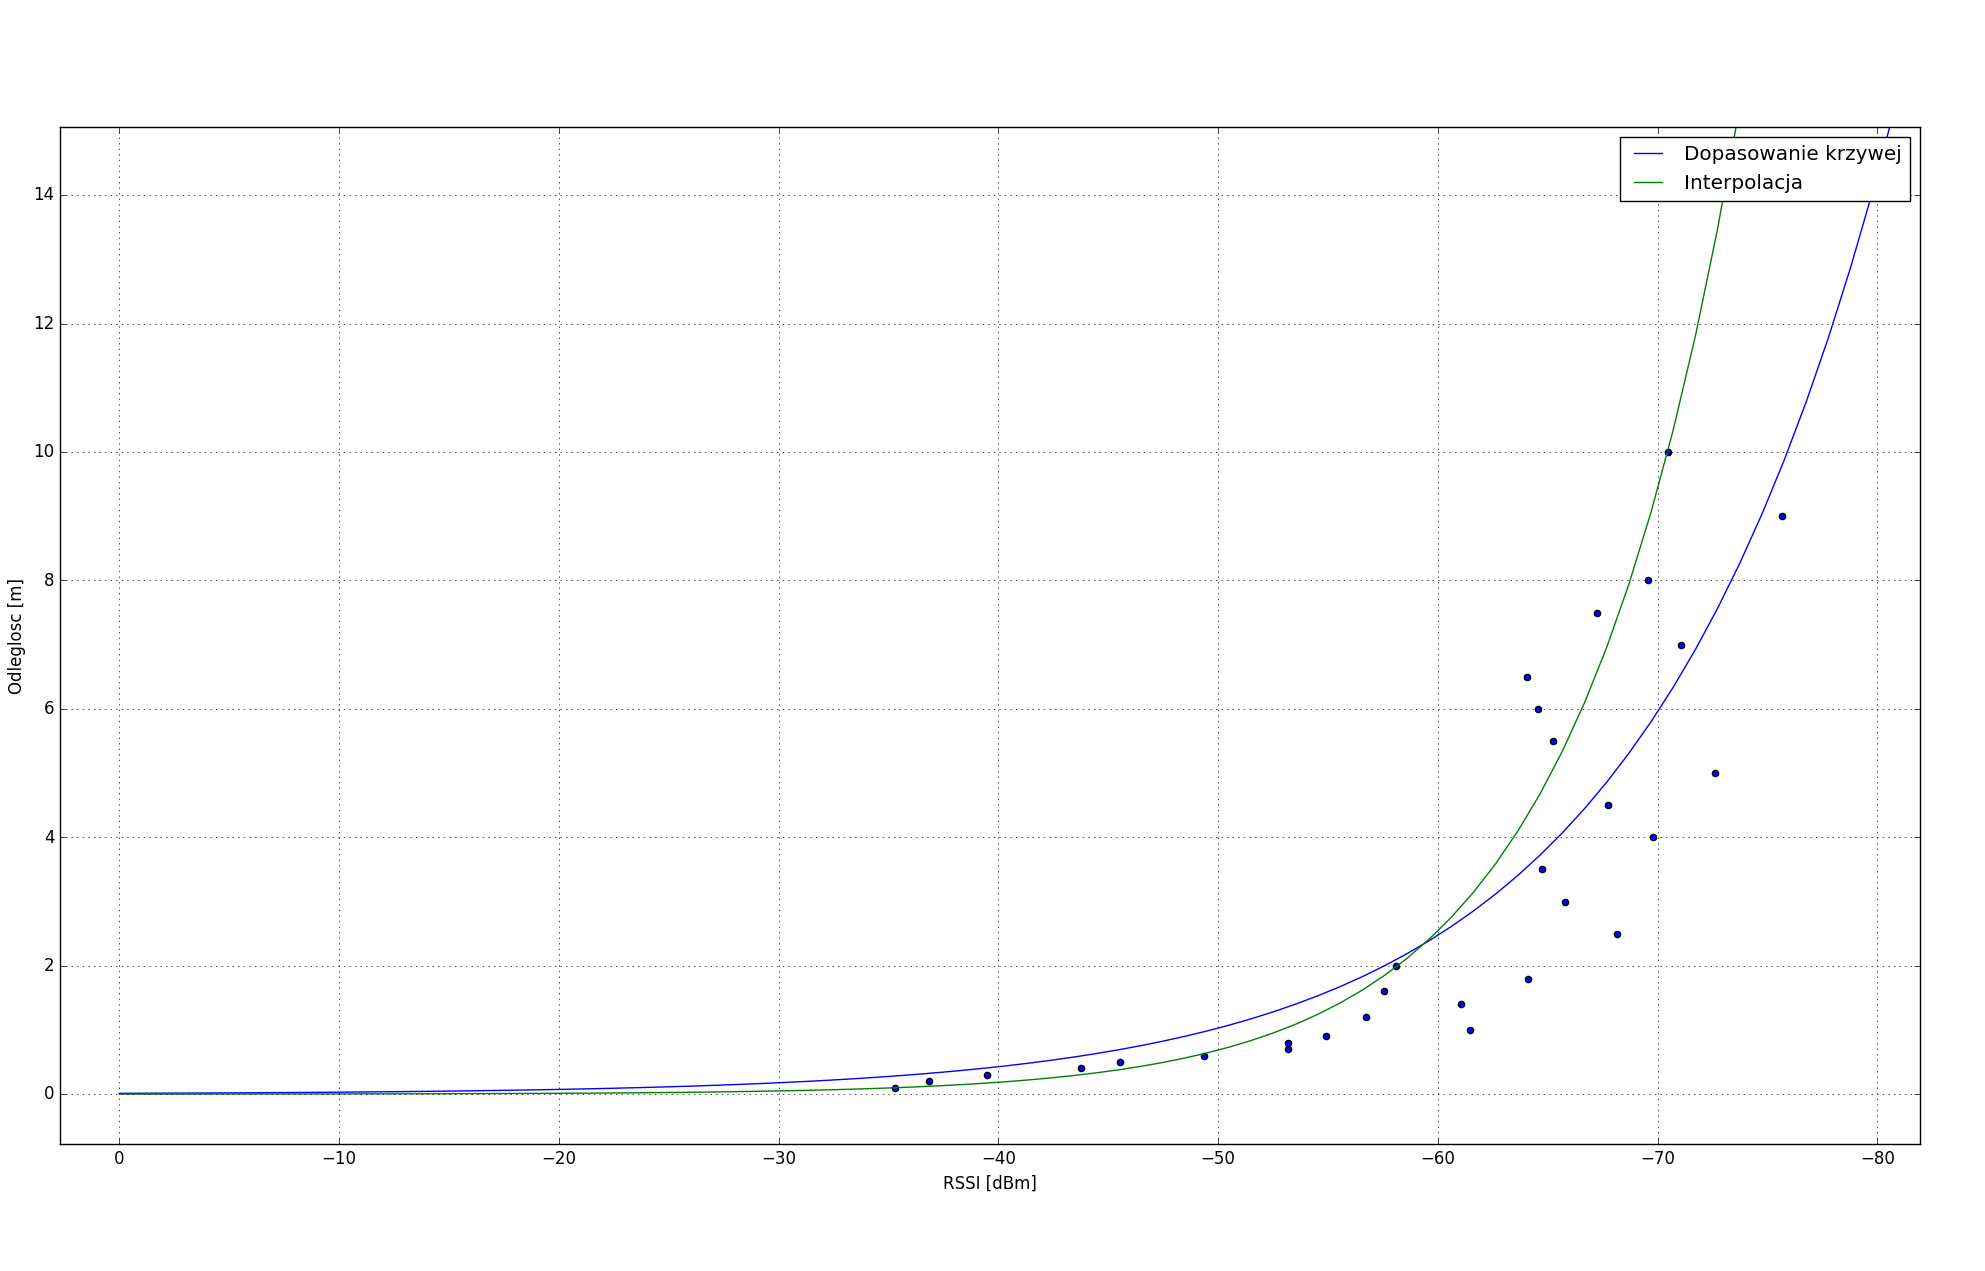 Dopasowanie krzywej
Interpolacja
14
12
10
8
6
4
2
0
Odleglosc [m]
0 −10 −20 −30 −40 −50 −60 −70 −80
RSSI [dBm]